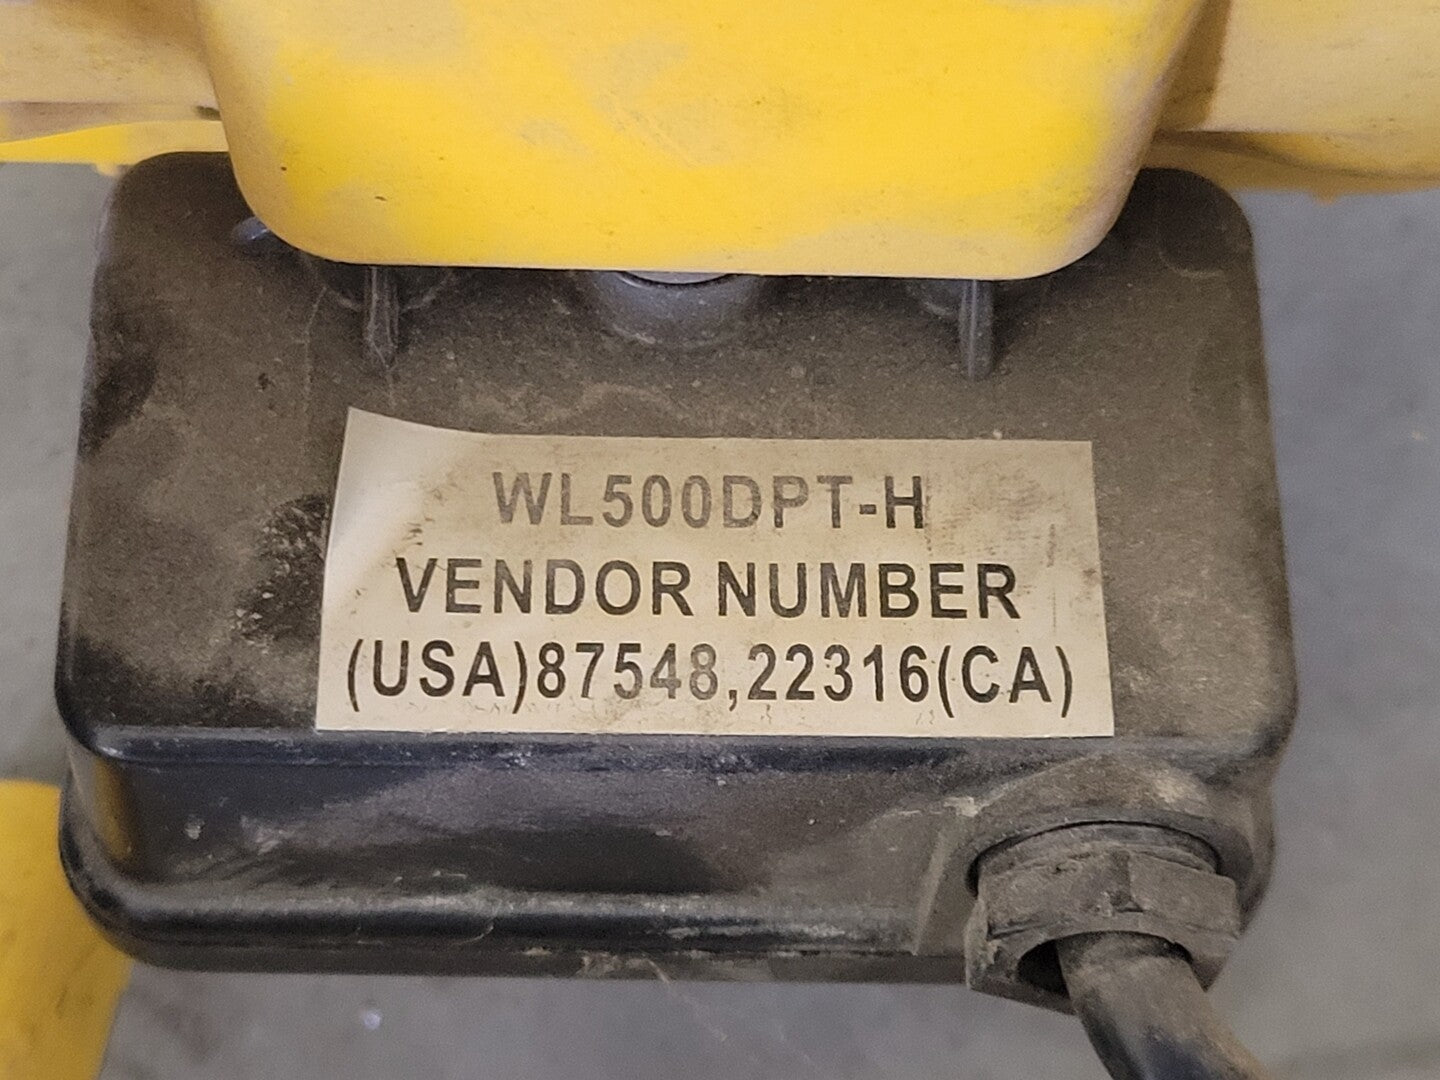 WL500DPT-H
VENDOR NUMBER
(USA)87548,22316(CA)